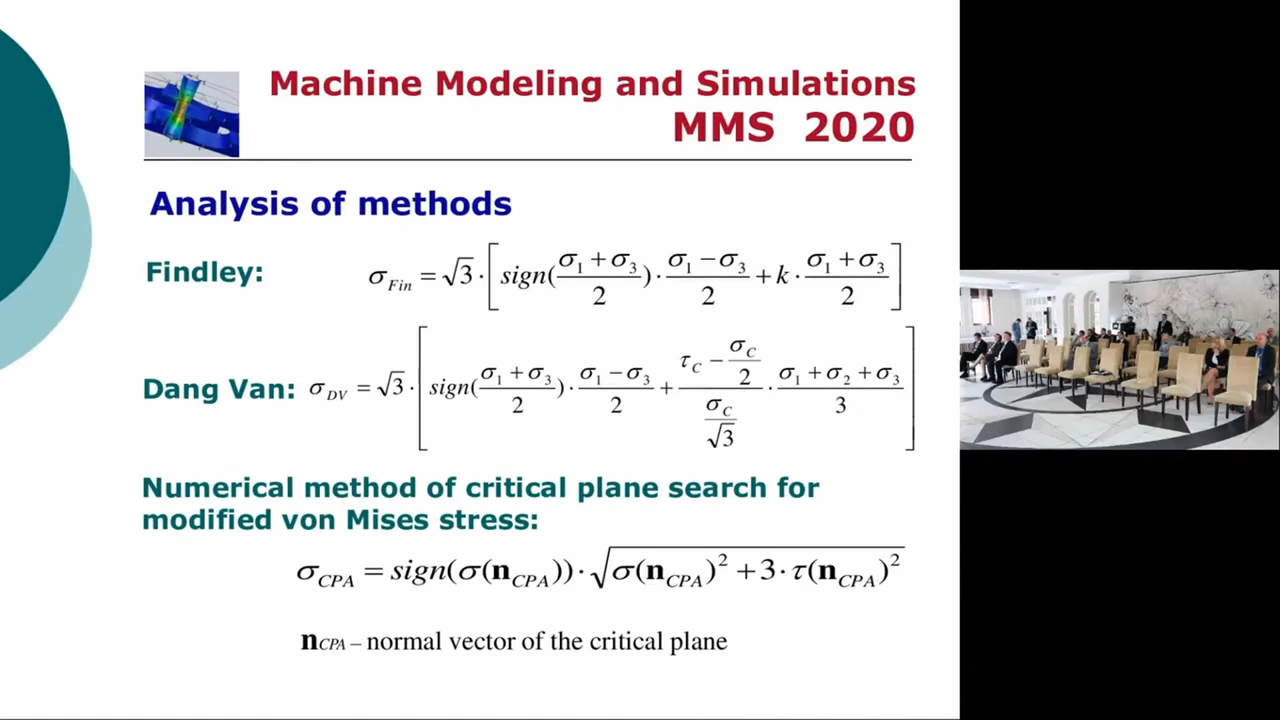 Machine Modeling and Simulations
MMS 2020
Analysis of methods
Findley: σ_Fin = √3 · [ sign( (σ₁ + σ₃)/2 ) · (σ₁ − σ₃)/2 + k · (σ₁ + σ₃)/2 ]
Dang Van: σ_DV = √3 · [ sign( (σ₁ + σ₃)/2 ) · (σ₁ − σ₃)/2 + (τ_C − σ_C/2)/(σ_C/√3) · (σ₁ + σ₂ + σ₃)/3 ]
Numerical method of critical plane search for
modified von Mises stress:
σ_CPA = sign(σ(n_CPA)) · √(σ(n_CPA)² + 3 · τ(n_CPA)²)
n_CPA – normal vector of the critical plane